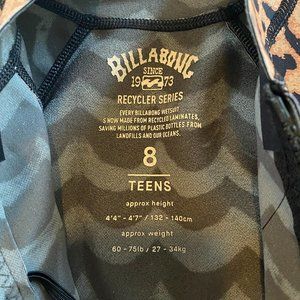 BILLABONG
SINCE
19 73
RECYCLER SERIES
EVERY BILLABONG WETSUIT
IS NOW MADE FROM RECYCLED LAMINATES,
SAVING MILLIONS OF PLASTIC BOTTLES FROM
LANDFILLS AND OUR OCEANS.
8
TEENS
approx height
4'4" - 4'7" / 132 - 140cm
approx weight
60 - 75lb / 27 - 34kg